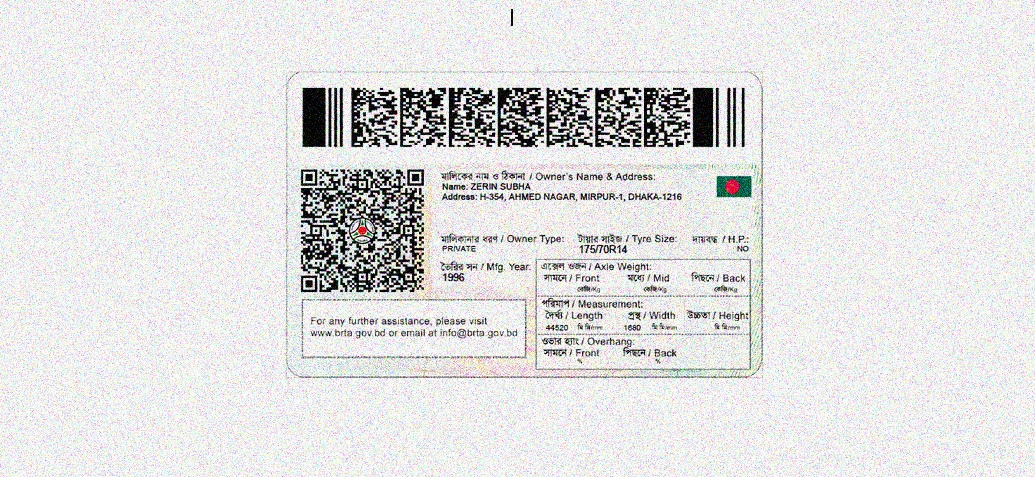 মালিকের নাম ও ঠিকানা / Owner's Name & Address:
Name: ZERIN SUBHA
Address: H-354, AHMED NAGAR, MIRPUR-1, DHAKA-1216
মালিকানার ধরণ / Owner Type: টায়ার সাইজ / Tyre Size: দায়বদ্ধ / H.P.:
PRIVATE 175/70R14 NO
তৈরির সন / Mfg. Year: এক্সেল ওজন / Axle Weight:
1996 সামনে / Front মধ্যে / Mid পিছনে / Back
কেজি/Kg কেজি/Kg কেজি/Kg
পরিমাপ / Measurement:
দৈর্ঘ্য / Length প্রস্থ / Width উচ্চতা / Height
44520 মি মি/mm 1680 মি মি/mm মি মি/mm
For any further assistance, please visit
www.brta.gov.bd or email at info@brta.gov.bd
ওভার হ্যাং / Overhang:
সামনে / Front পিছনে / Back
% %